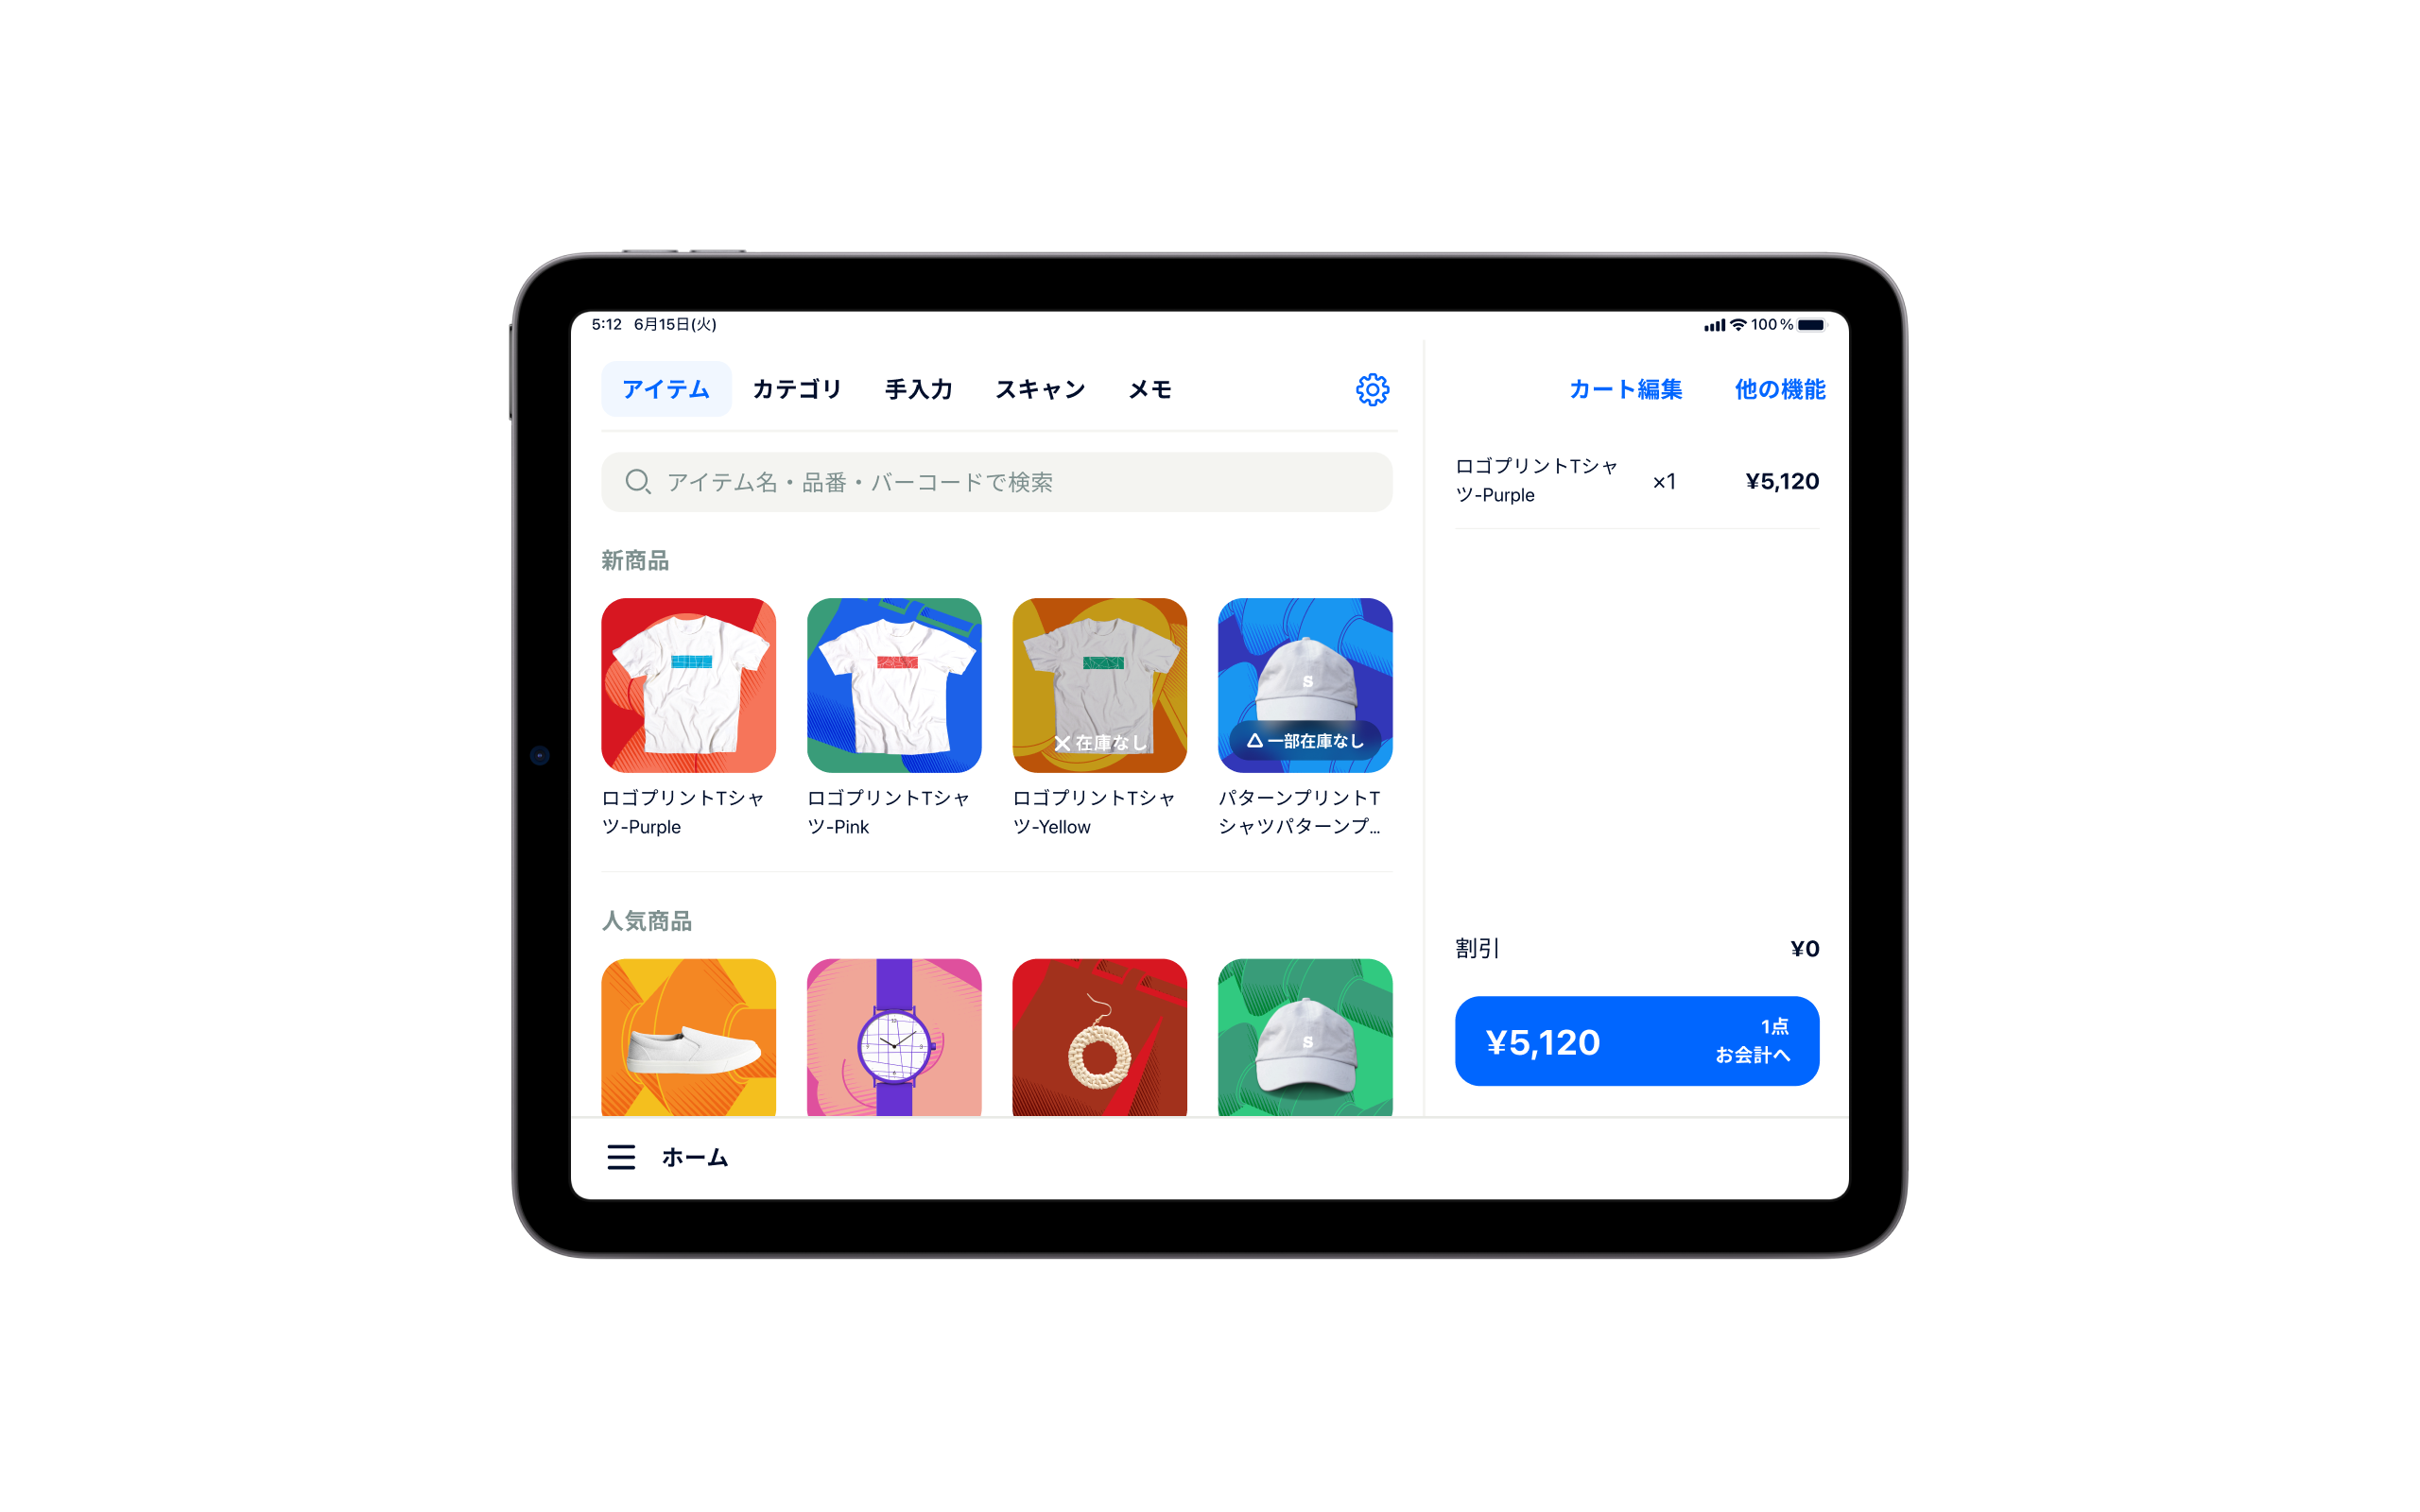 5:12 6月15日(火)
100%
アイテム カテゴリ 手入力 スキャン メモ
カート編集 他の機能
アイテム名・品番・バーコードで検索
ロゴプリントTシャ
ツ-Purple
×1
¥5,120
新商品
S
×在庫なし
△一部在庫なし
ロゴプリントTシャ
ツ-Purple
ロゴプリントTシャ
ツ-Pink
ロゴプリントTシャ
ツ-Yellow
パターンプリントT
シャツパターンプ...
人気商品
S
割引 ¥0
¥5,120
1点
お会計へ
ホーム